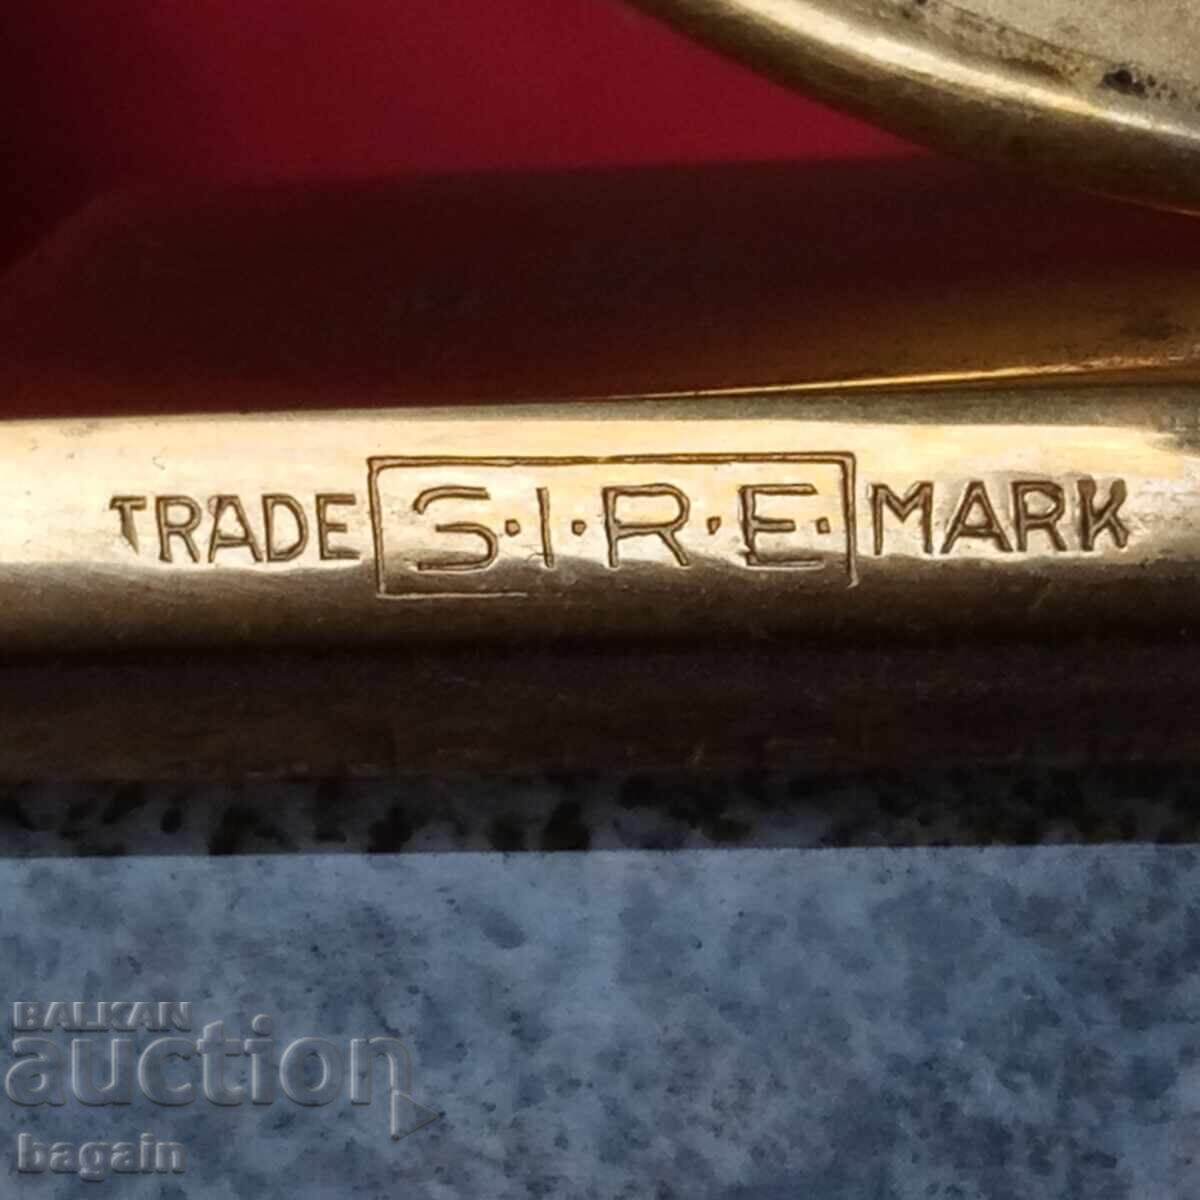 TRADE S.I.R.E. MARK
BALKAN
auction
bagain